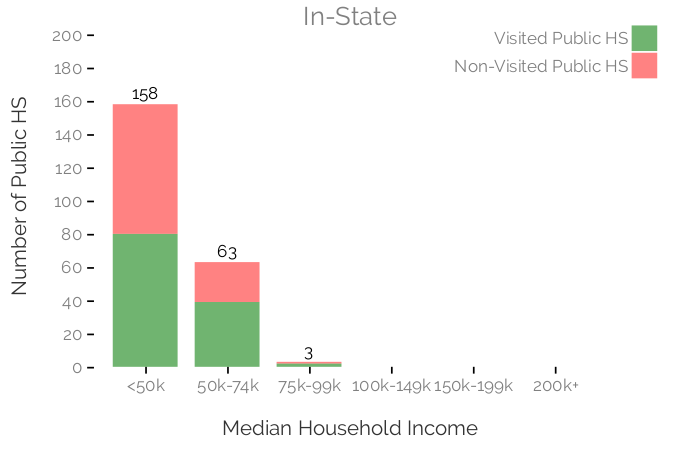 In-State
Visited Public HS
Non-Visited Public HS
Number of Public HS
200
180
160
140
120
100
80
60
40
20
0
158
63
3
<50k
50k-74k
75k-99k
100k-149k
150k-199k
200k+
Median Household Income